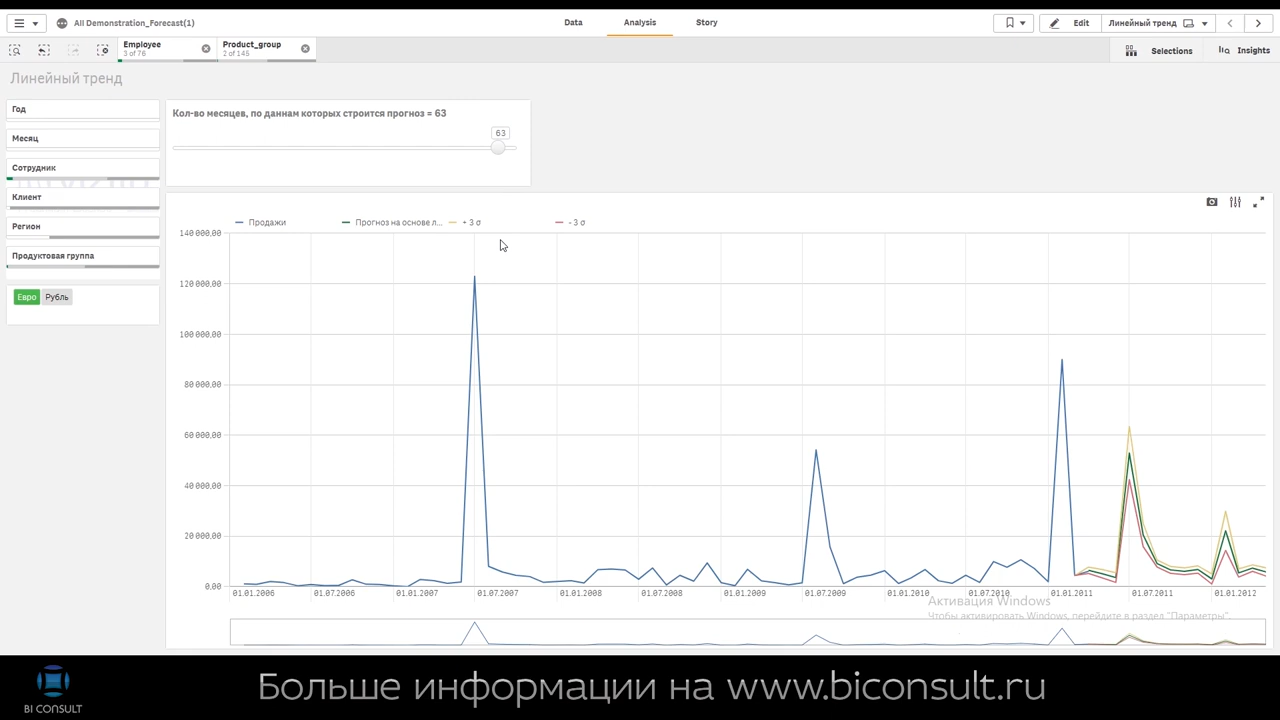 All Demonstration_Forecast(1)
Data
Analysis
Story
Edit
Линейный тренд
Employee
3 of 76
Product_group
2 of 145
Selections
Insights
Линейный тренд
Год
Месяц
Сотрудник
Клиент
Регион
Продуктовая группа
Евро
Рубль
Кол-во месяцев, по даннам которых строится прогноз = 63
63
Продажи
Прогноз на основе л...
+ 3 σ
- 3 σ
140 000,00
120 000,00
100 000,00
80 000,00
60 000,00
40 000,00
20 000,00
0,00
01.01.2006
01.07.2006
01.01.2007
01.07.2007
01.01.2008
01.07.2008
01.01.2009
01.07.2009
01.01.2010
01.07.2010
01.01.2011
01.07.2011
01.01.2012
Активация Windows
Чтобы активировать Windows, перейдите в раздел "Параметры".
BI CONSULT
Больше информации на www.biconsult.ru